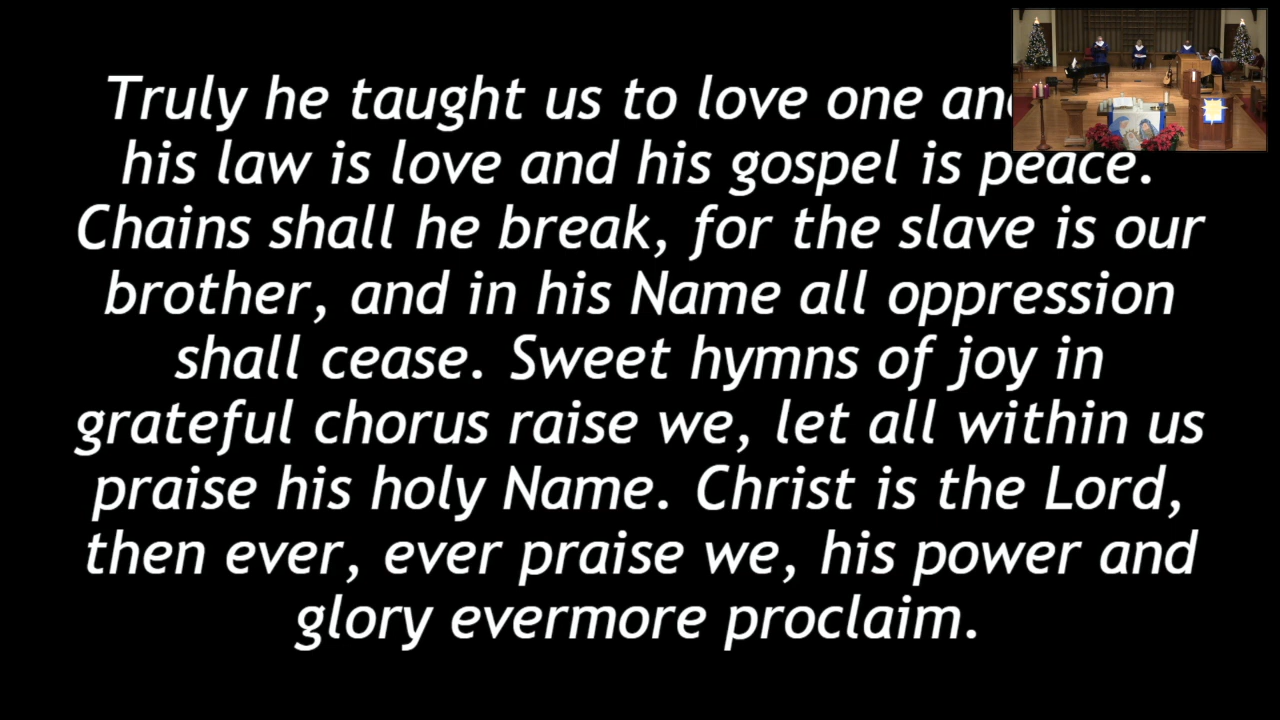 Truly he taught us to love one
his law is love and his gospel is peace.
Chains shall he break, for the slave is our
brother, and in his Name all oppression
shall cease. Sweet hymns of joy in
grateful chorus raise we, let all within us
praise his holy Name. Christ is the Lord,
then ever, ever praise we, his power and
glory evermore proclaim.